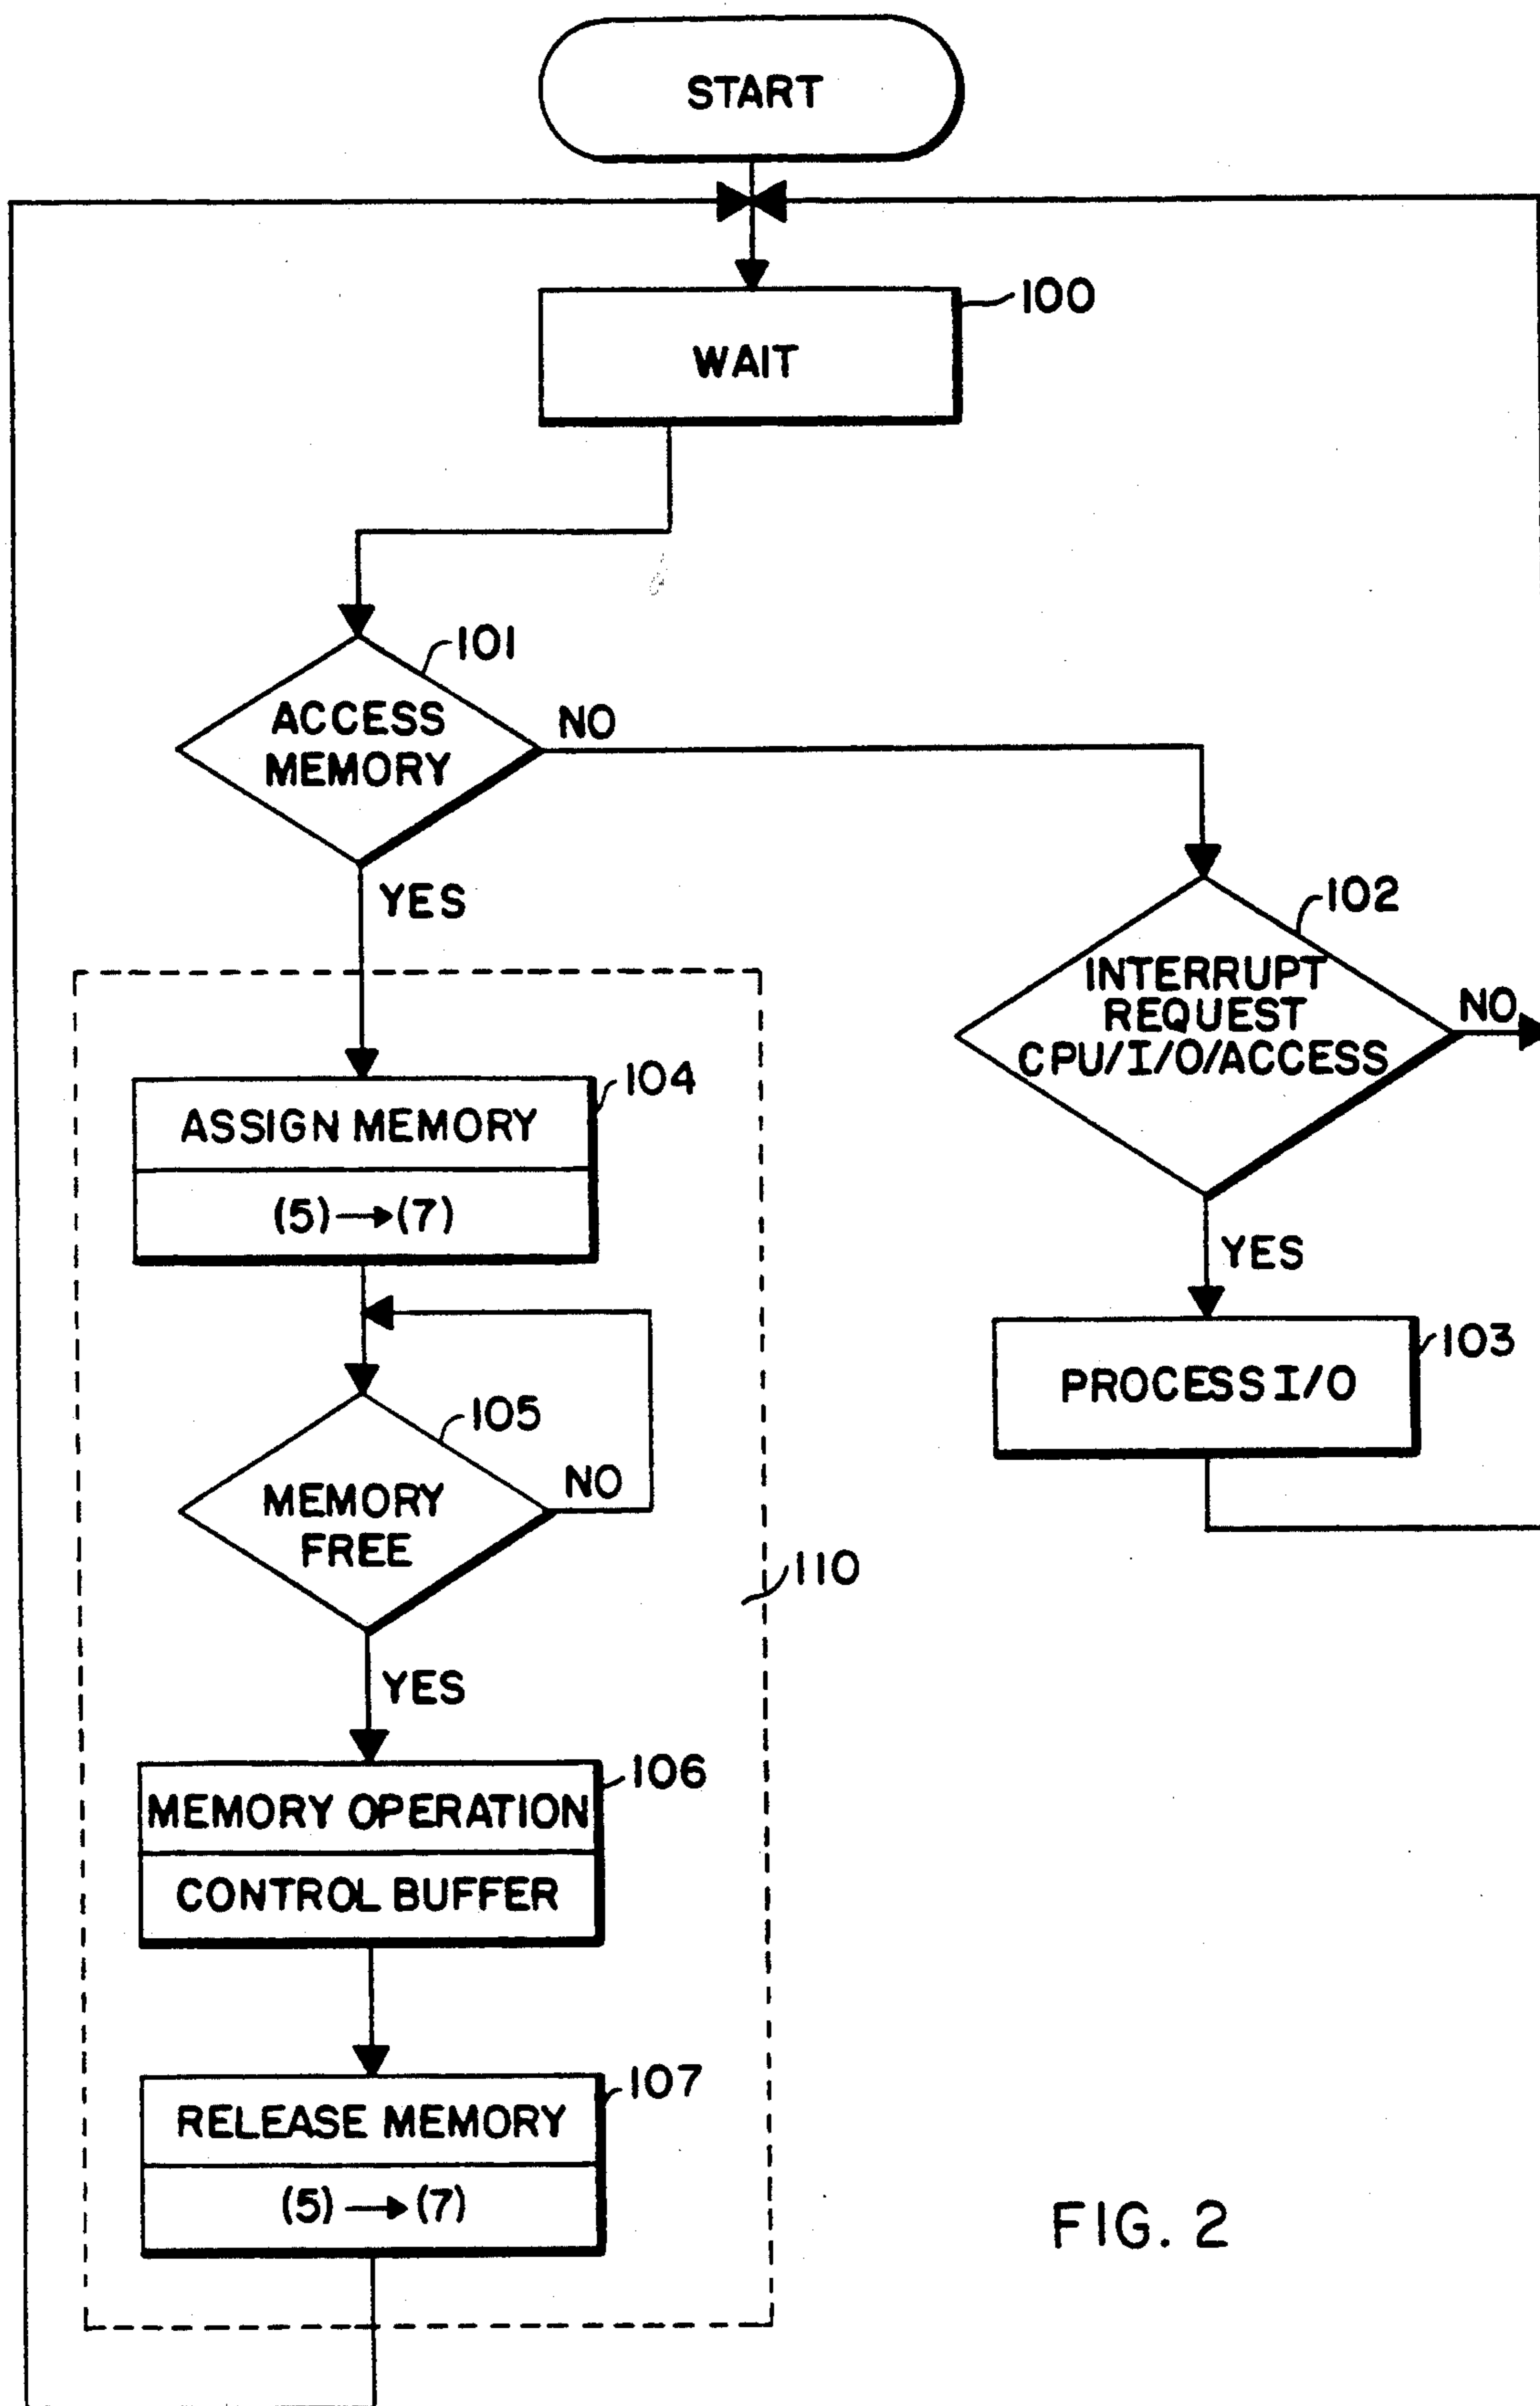 START
100
WAIT
101
ACCESS
MEMORY
NO
YES
102
INTERRUPT
REQUEST
CPU/I/O/ACCESS
NO
YES
103
PROCESS I/O
104
ASSIGN MEMORY
(5)→(7)
105
MEMORY
FREE
NO
YES
110
106
MEMORY OPERATION
CONTROL BUFFER
107
RELEASE MEMORY
(5)→(7)
FIG. 2